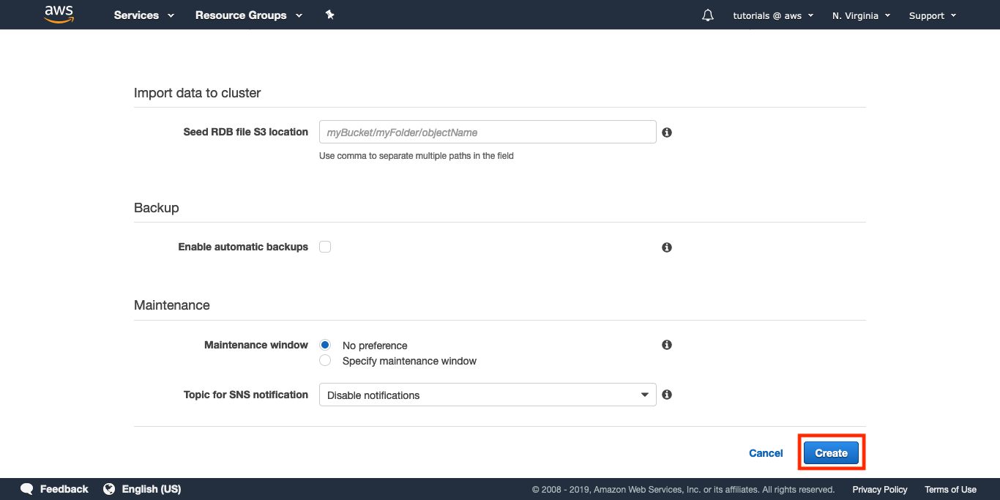 aws Services Resource Groups tutorials @ aws N. Virginia Support
Import data to cluster
Seed RDB file S3 location myBucket/myFolder/objectName
Use comma to separate multiple paths in the field
Backup
Enable automatic backups
Maintenance
Maintenance window No preference
Specify maintenance window
Topic for SNS notification Disable notifications
Cancel Create
Feedback English (US) © 2008 - 2019, Amazon Web Services, Inc. or its affiliates. All rights reserved. Privacy Policy Terms of Use